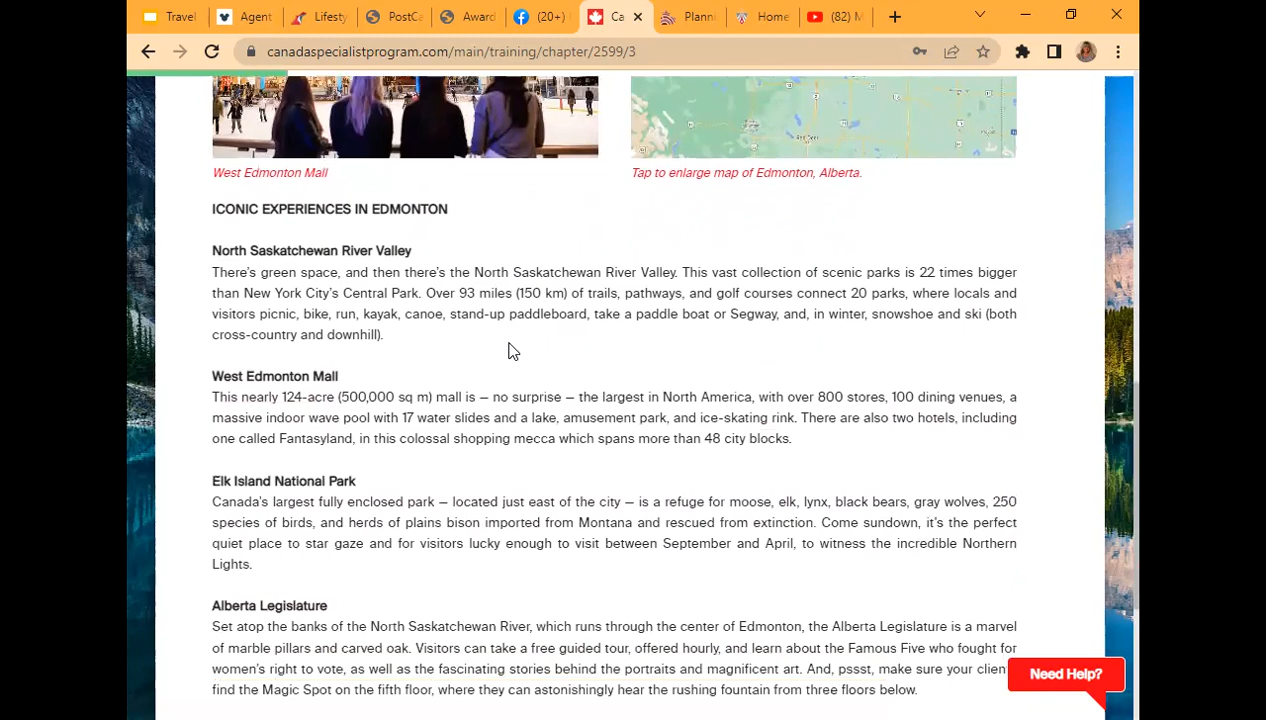 Travel
Agent
Lifesty
PostCa
Award
(20+)
Ca
Planni
Home
(82) M
canadaspecialistprogram.com/main/training/chapter/2599/3
West Edmonton Mall
Tap to enlarge map of Edmonton, Alberta.
ICONIC EXPERIENCES IN EDMONTON
North Saskatchewan River Valley
There's green space, and then there's the North Saskatchewan River Valley. This vast collection of scenic parks is 22 times bigger
than New York City's Central Park. Over 93 miles (150 km) of trails, pathways, and golf courses connect 20 parks, where locals and
visitors picnic, bike, run, kayak, canoe, stand-up paddleboard, take a paddle boat or Segway, and, in winter, snowshoe and ski (both
cross-country and downhill).
West Edmonton Mall
This nearly 124-acre (500,000 sq m) mall is – no surprise – the largest in North America, with over 800 stores, 100 dining venues, a
massive indoor wave pool with 17 water slides and a lake, amusement park, and ice-skating rink. There are also two hotels, including
one called Fantasyland, in this colossal shopping mecca which spans more than 48 city blocks.
Elk Island National Park
Canada's largest fully enclosed park – located just east of the city – is a refuge for moose, elk, lynx, black bears, gray wolves, 250
species of birds, and herds of plains bison imported from Montana and rescued from extinction. Come sundown, it's the perfect
quiet place to star gaze and for visitors lucky enough to visit between September and April, to witness the incredible Northern
Lights.
Alberta Legislature
Set atop the banks of the North Saskatchewan River, which runs through the center of Edmonton, the Alberta Legislature is a marvel
of marble pillars and carved oak. Visitors can take a free guided tour, offered hourly, and learn about the Famous Five who fought for
women's right to vote, as well as the fascinating stories behind the portraits and magnificent art. And, pssst, make sure your client
find the Magic Spot on the fifth floor, where they can astonishingly hear the rushing fountain from three floors below.
Need Help?